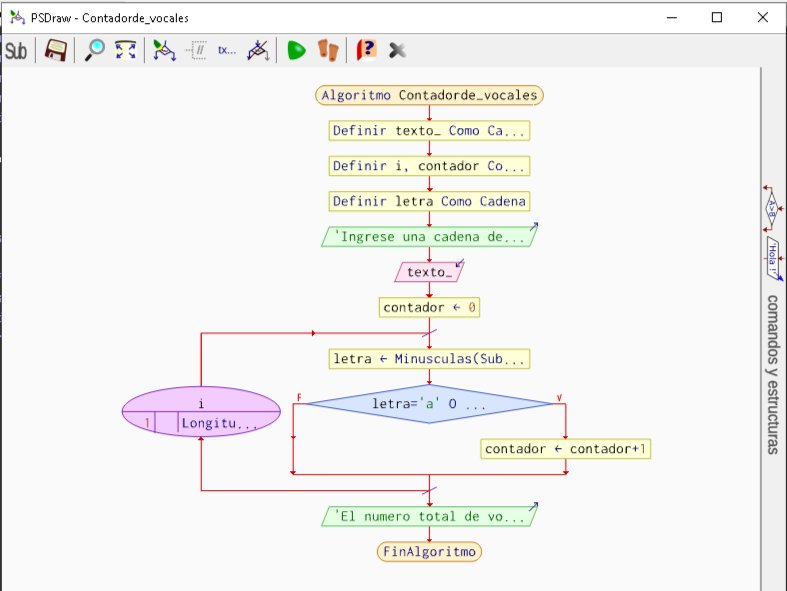 PSDraw - Contadorde_vocales
Sub
tx...
Algoritmo Contadorde_vocales
Definir texto_ Como Ca...
Definir i, contador Co...
Definir letra Como Cadena
'Ingrese una cadena de...
texto_
contador ← 0
letra ← Minusculas(Sub...
i
1 Longitu...
F
letra='a' O ...
V
contador ← contador+1
'El numero total de vo...
FinAlgoritmo
A>B
'Hola !'
comandos y estructuras